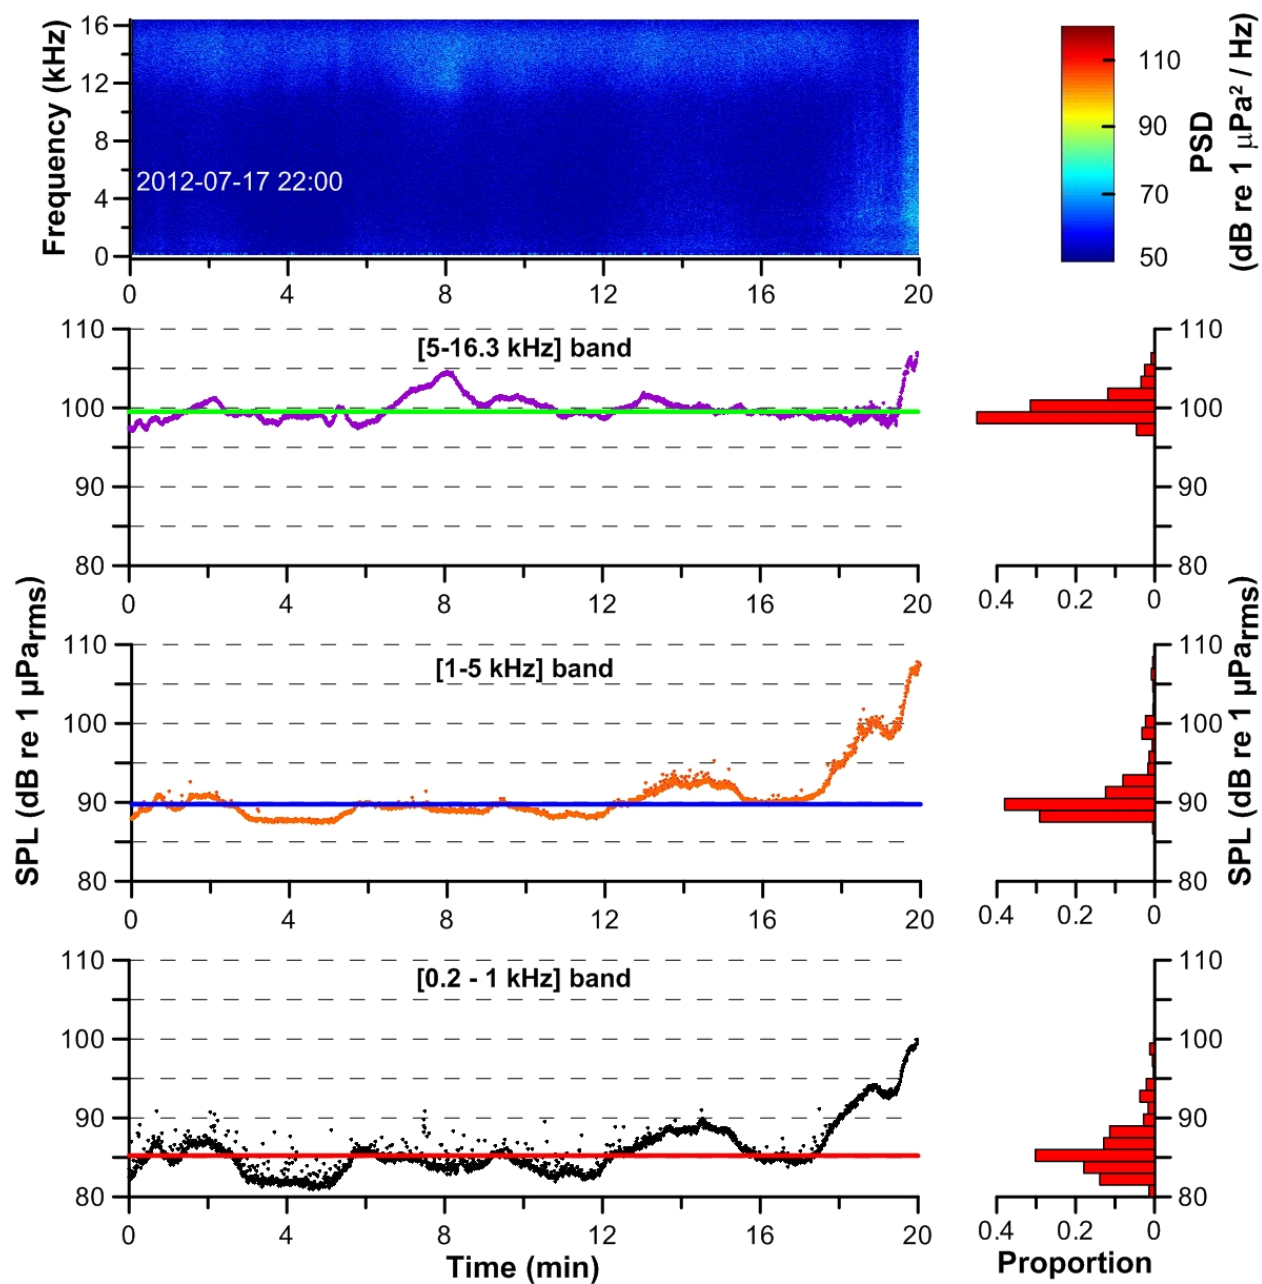 16
12
8
4
0
Frequency (kHz)
2012-07-17 22:00
0 4 8 12 16 20
110
90
70
50
PSD
(dB re 1 µPa² / Hz)
[5-16.3 kHz] band
110
100
90
80
0 4 8 12 16 20
110
100
90
80
0.4 0.2 0
SPL (dB re 1 µParms)
[1-5 kHz] band
110
100
90
80
0 4 8 12 16 20
110
100
90
80
0.4 0.2 0
SPL (dB re 1 µParms)
[0.2 - 1 kHz] band
110
100
90
80
0 4 8 12 16 20
Time (min)
110
100
90
80
0.4 0.2 0
Proportion